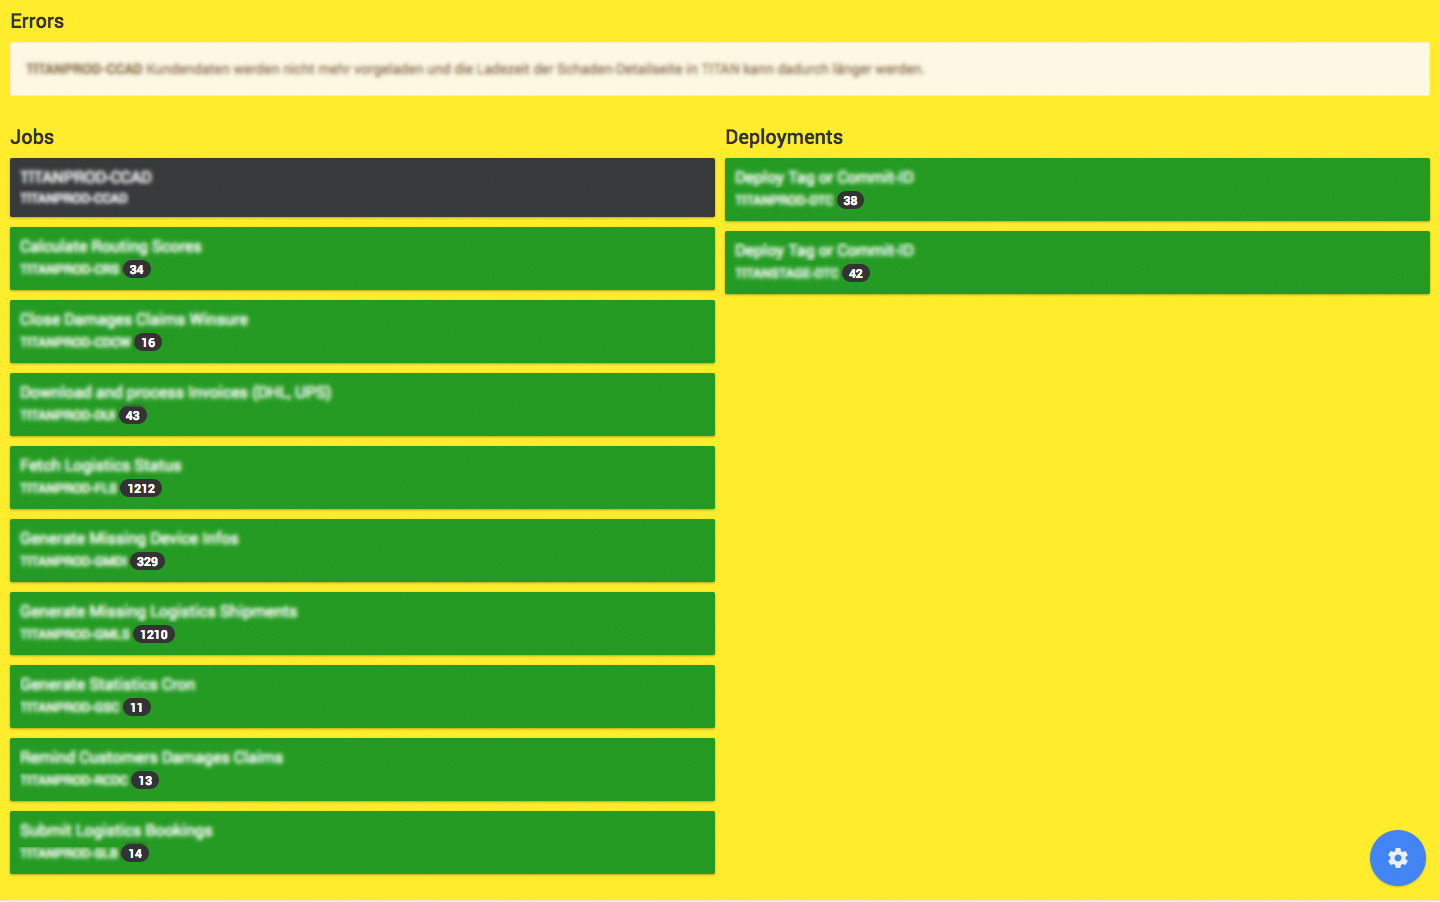 Errors
TITANPROD-CCAD Kundendaten werden nicht mehr vorgeladen und die Ladezeit der Schaden-Detailseite in TITAN kann dadurch länger werden.
Jobs
TITANPROD-CCAD
TITANPROD-CCAD
Calculate Routing Scores
TITANPROD-CRS 34
Close Damages Claims Winsure
TITANPROD-CDCW 16
Download and process Invoices (DHL, UPS)
43
Fetch Logistics Status
TITANPROD-FLS 1212
Generate Missing Device Infos
TITANPROD-GMDI 329
Generate Missing Logistics Shipments
TITANPROD-GMLS 1210
Generate Statistics Cron
TITANPROD-GSC 11
Remind Customers Damages Claims
TITANPROD-RCDC 13
Submit Logistics Bookings
TITANPROD-SLB 14
Deployments
Deploy Tag or Commit-ID
TITANPROD-DTC 38
Deploy Tag or Commit-ID
TITANSTAGE-DTC 42